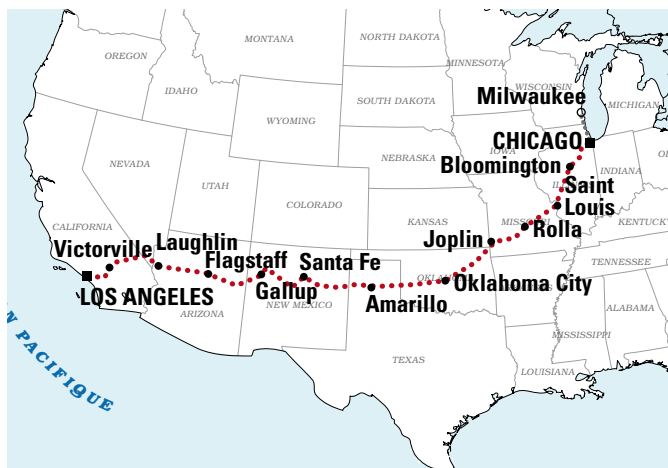 MONTANA
NORTH DAKOTA
MINNESOTA
OREGON
IDAHO
WISCONSIN
Milwaukee
MICHIGAN
SOUTH DAKOTA
WYOMING
CHICAGO
IOWA
NEBRASKA
NEVADA
Bloomington
INDIANA
UTAH
Saint
Louis
COLORADO
KANSAS
MISSOURI
KENTUCKY
CALIFORNIA
Rolla
Joplin
Victorville
Laughlin
Flagstaff
Santa Fe
TENNESSEE
Oklahoma City
LOS ANGELES
Gallup
Amarillo
ARIZONA
NEW MEXICO
ALABAMA
MISSISSIPPI
TEXAS
LOUISIANA
N PACIFIQUE